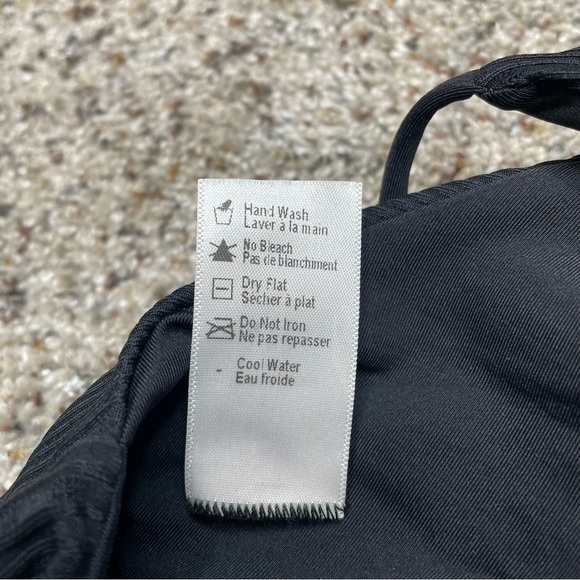 Hand Wash
Laver à la main
No Bleach
Pas de blanchiment
Dry Flat
Secher à plat
Do Not Iron
Ne pas repasser
- Cool Water
Eau froide